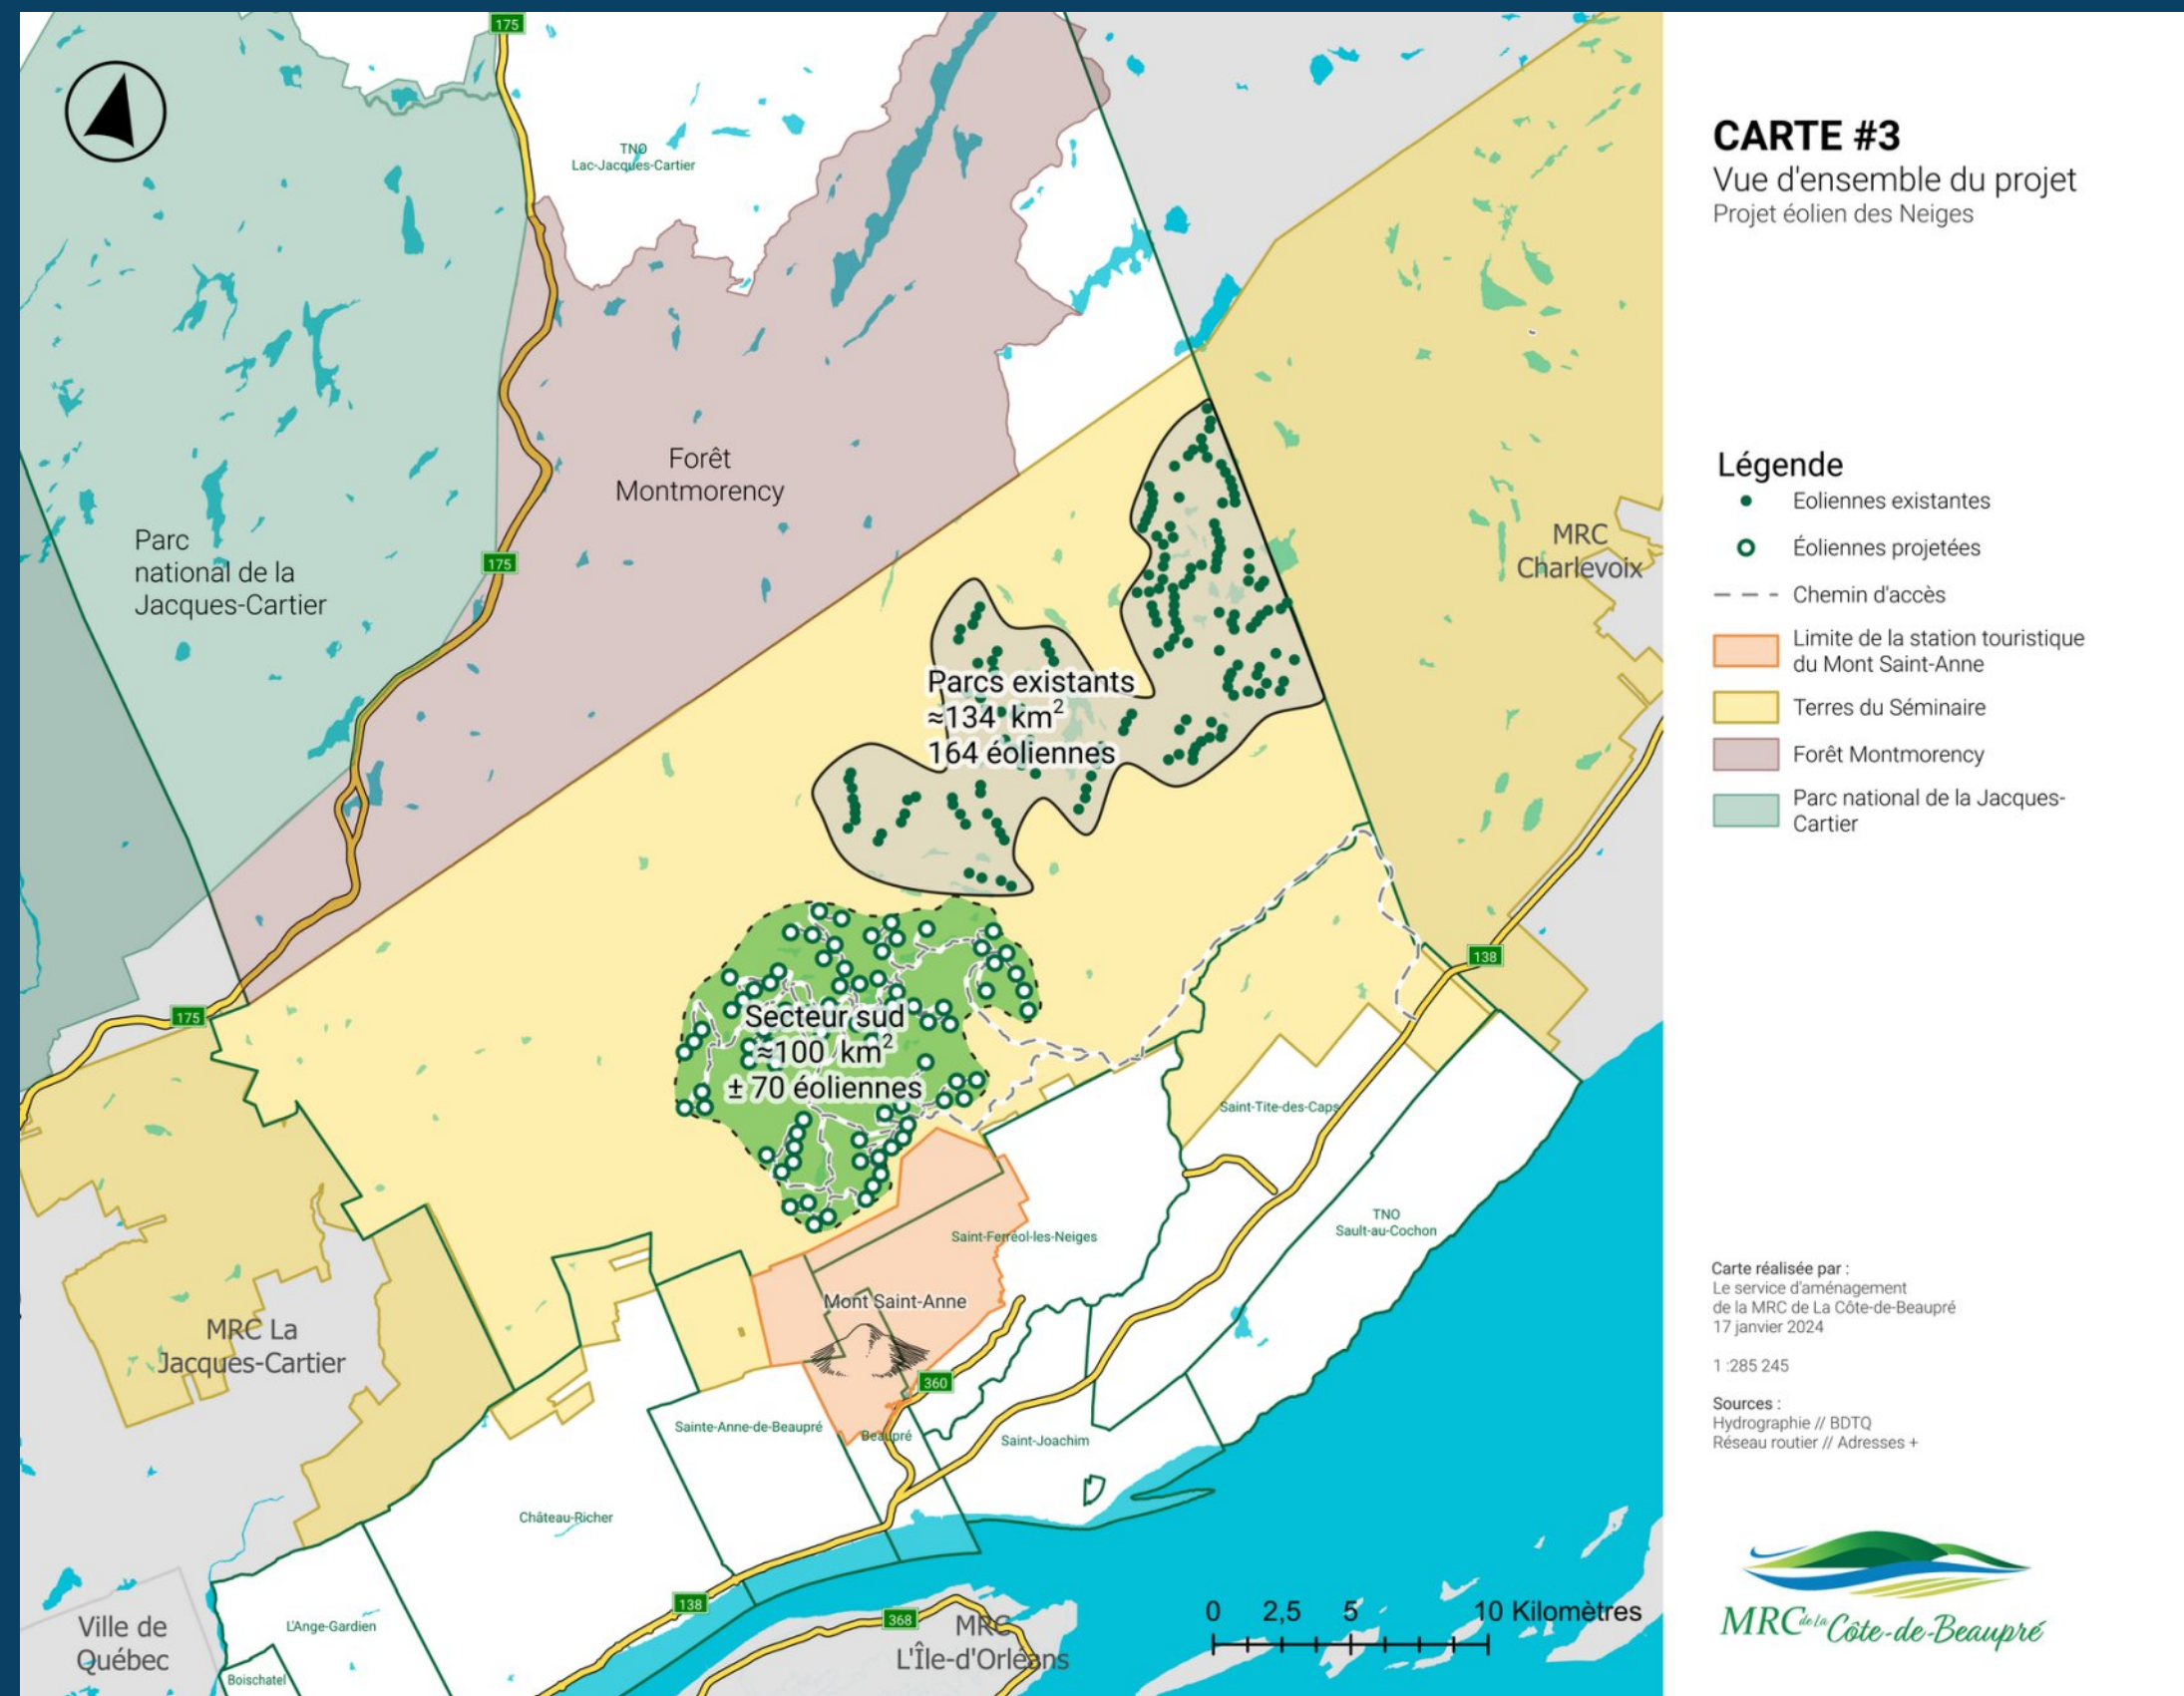 CARTE #3
Vue d'ensemble du projet
Projet éolien des Neiges
Légende
Eoliennes existantes
Éoliennes projetées
Chemin d'accès
Limite de la station touristique
du Mont Saint-Anne
Terres du Séminaire
Forêt Montmorency
Parc national de la Jacques-
Cartier
Carte réalisée par :
Le service d'aménagement
de la MRC de La Côte-de-Beaupré
17 janvier 2024
1 :285 245
Sources :
Hydrographie // BDTQ
Réseau routier // Adresses +
MRC de la Côte-de-Beaupré
175
TNO
Lac-Jacques-Cartier
Forêt
Montmorency
Parc
national de la
Jacques-Cartier
175
MRC
Charlevoix
Parcs existants
≈134 km²
164 éoliennes
138
175
Secteur sud
≈100 km²
± 70 éoliennes
Saint-Tite-des-Caps
TNO
Sault-au-Cochon
Saint-Ferréol-les-Neiges
Mont Saint-Anne
MRC La
Jacques-Cartier
360
Sainte-Anne-de-Beaupré
Beaupré
Saint-Joachim
Château-Richer
138
368
L'Ange-Gardien
Ville de
Québec
Boischatel
MRC
L'Île-d'Orléans
0 2,5 5 10 Kilomètres